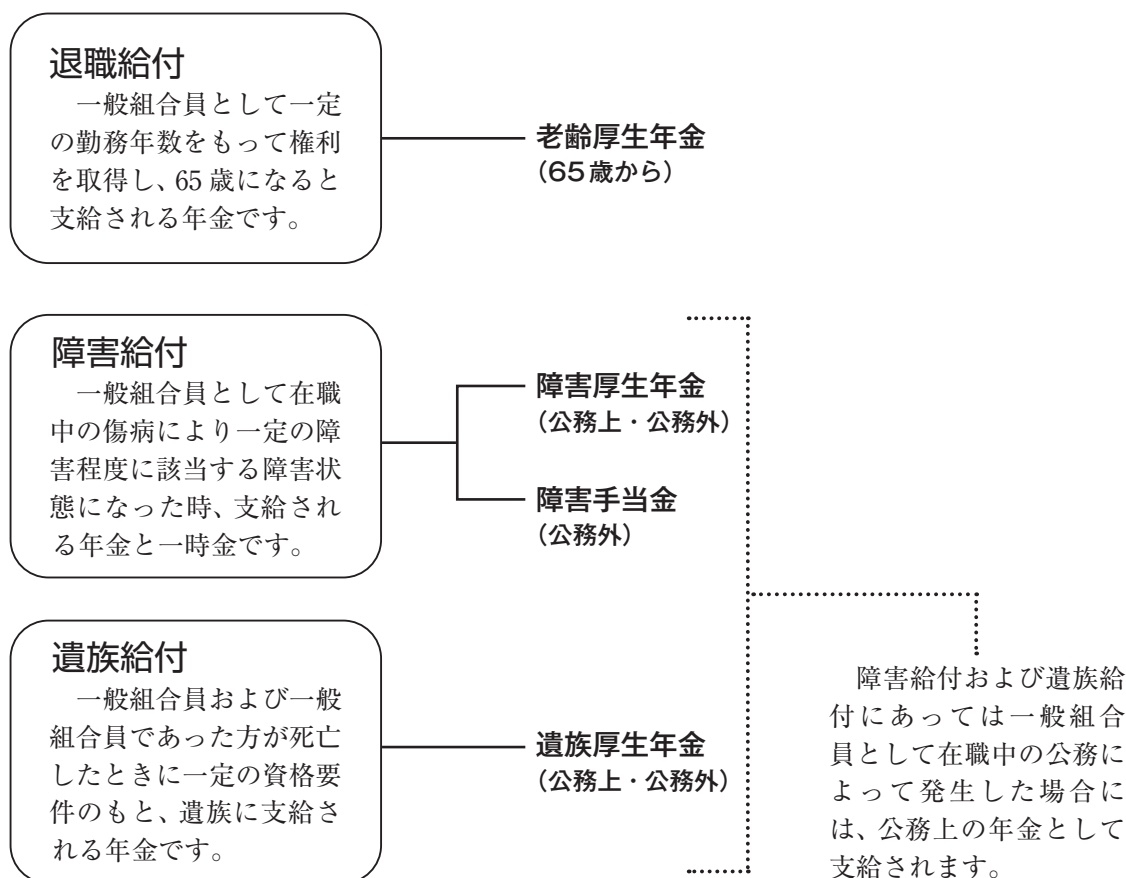 退職給付
一般組合員として一定
の勤務年数をもって権利
を取得し、65歳になると
支給される年金です。
老齢厚生年金
（65歳から）
障害給付
一般組合員として在職
中の傷病により一定の障
害程度に該当する障害状
態になった時、支給され
る年金と一時金です。
障害厚生年金
（公務上・公務外）
障害手当金
（公務外）
遺族給付
一般組合員および一般
組合員であった方が死亡
したときに一定の資格要
件のもと、遺族に支給さ
れる年金です。
遺族厚生年金
（公務上・公務外）
障害給付および遺族給
付にあっては一般組合
員として在職中の公務に
よって発生した場合に
は、公務上の年金として
支給されます。